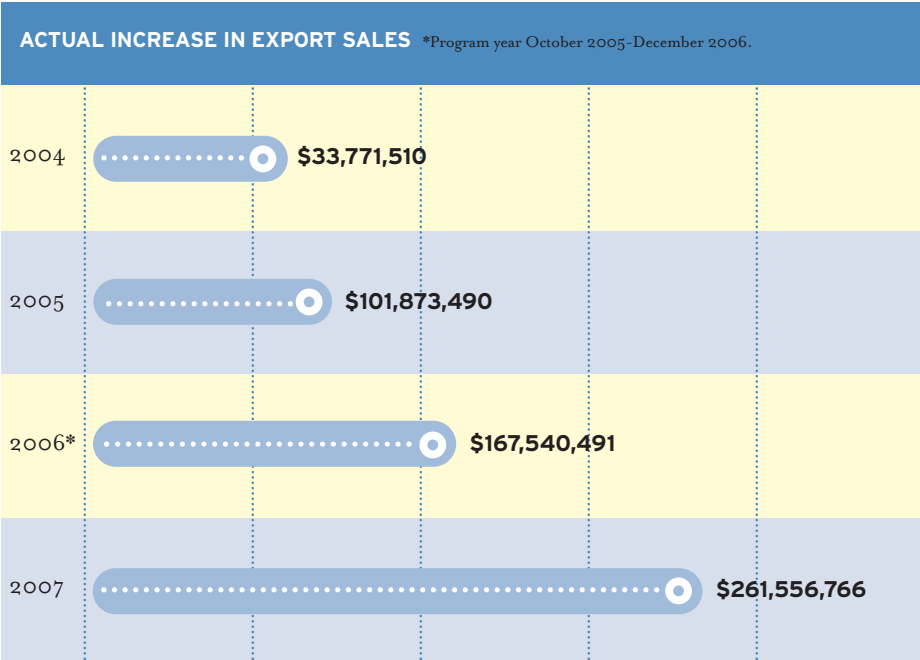 ACTUAL INCREASE IN EXPORT SALES *Program year October 2005-December 2006.
2004 $33,771,510
2005 $101,873,490
2006* $167,540,491
2007 $261,556,766